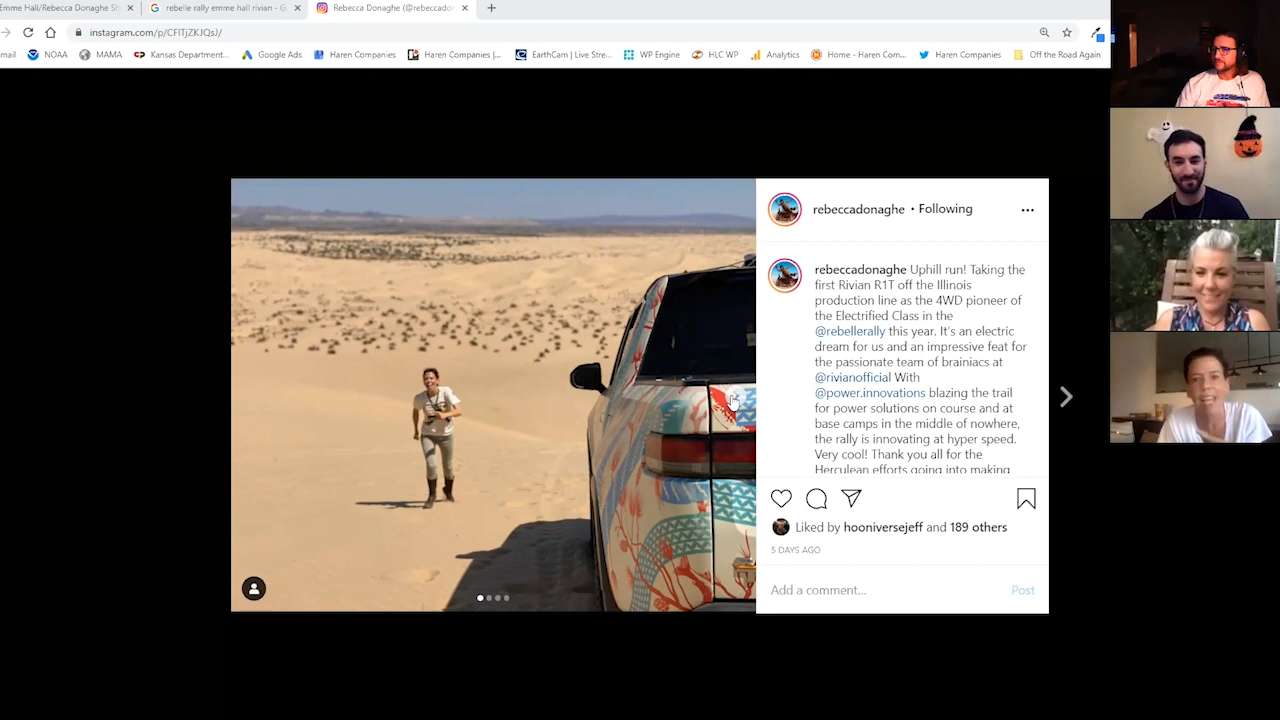 Emme Hall/Rebecca Donaghe Sh
rebelle rally emme hall rivian - G
Rebecca Donaghe (@rebeccado
instagram.com/p/CFITjZKJQsJ/
mail
NOAA
MAMA
Kansas Department...
Google Ads
Haren Companies
Haren Companies |...
EarthCam | Live Stre...
WP Engine
HLC WP
Analytics
Home - Haren Com...
Haren Companies
Off the Road Again
rebeccadonaghe • Following
rebeccadonaghe Uphill run! Taking the
first Rivian R1T off the Illinois
production line as the 4WD pioneer of
the Electrified Class in the
@rebellerally this year. It's an electric
dream for us and an impressive feat for
the passionate team of brainiacs at
@rivianofficial With
@power.innovations blazing the trail
for power solutions on course and at
base camps in the middle of nowhere,
the rally is innovating at hyper speed.
Very cool! Thank you all for the
Herculean efforts going into making
Liked by hooniversejeff and 189 others
5 DAYS AGO
Add a comment...
Post